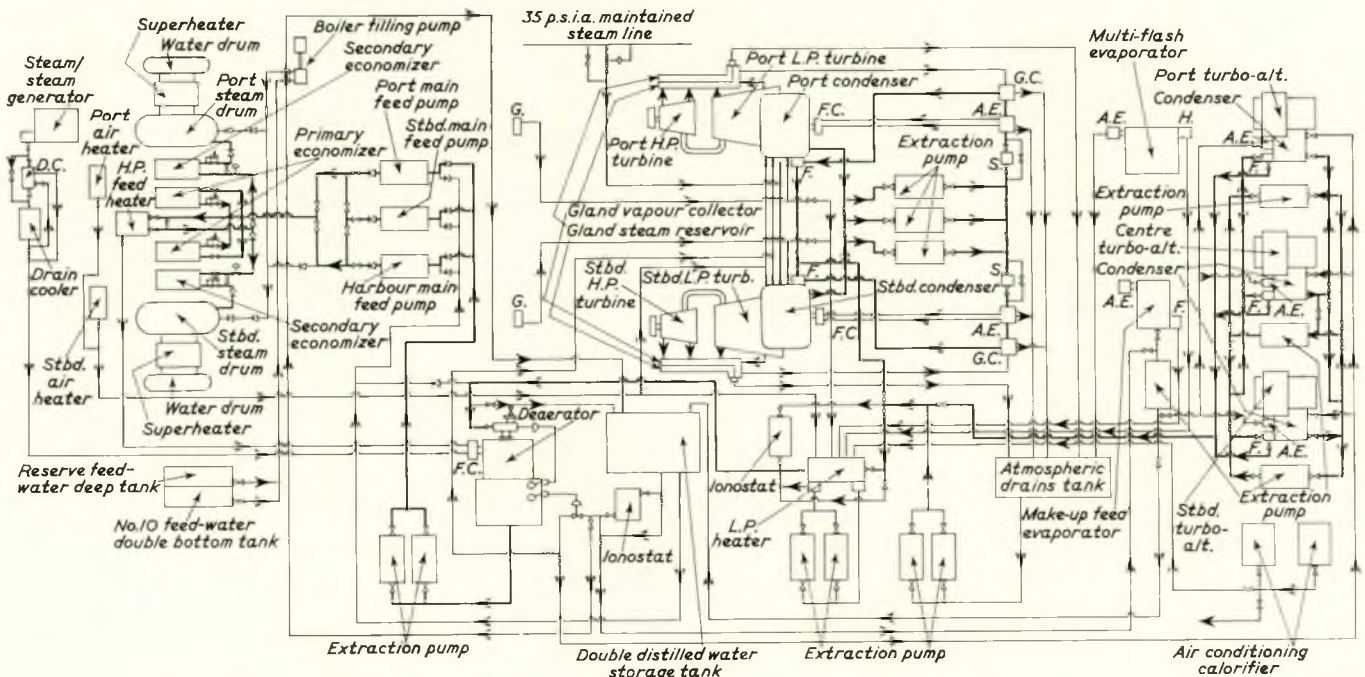 Superheater
Water drum
Steam/
steam
generator
Port
air
heater
Port
steam
drum
Boiler filling pump
Secondary
economizer
Port main
feed pump
Stbd. main
feed pump
Primary
economizer
H.P. feed
heater
D.C.
Drain
cooler
Stbd.
air
heater
Stbd.
steam
drum
Water drum
Superheater
Harbour main
feed pump
Secondary
economizer
35 p.s.i.a. maintained
steam line
Port L.P. turbine
Port condenser
G.
Port H.P.
turbine
F.C.
G.C.
A.E.
S.
F.
Extraction
pump
Gland vapour collector
Gland steam reservoir
G.
Stbd.
H.P.
turbine
Stbd. L.P. turb.
F.
Stbd. condenser
S.
F.C.
A.E.
G.C.
Multi-flash
evaporator
Port turbo-alt.
Condenser
A.E.
H.
A.E.
F.
Extraction
pump
Centre
turbo-alt.
Condenser
A.E.
F.
F.
A.E.
F.
A.E.
Extraction
pump
Stbd.
turbo-
alt.
Reserve feed-
water deep tank
No.10 feed-water
double bottom tank
Deaerator
F.C.
Ionostat
Ionostat
L.P.
heater
Atmospheric
drains tank
Make-up feed
evaporator
Extraction pump
Double distilled water
storage tank
Extraction pump
Air conditioning
calorifier